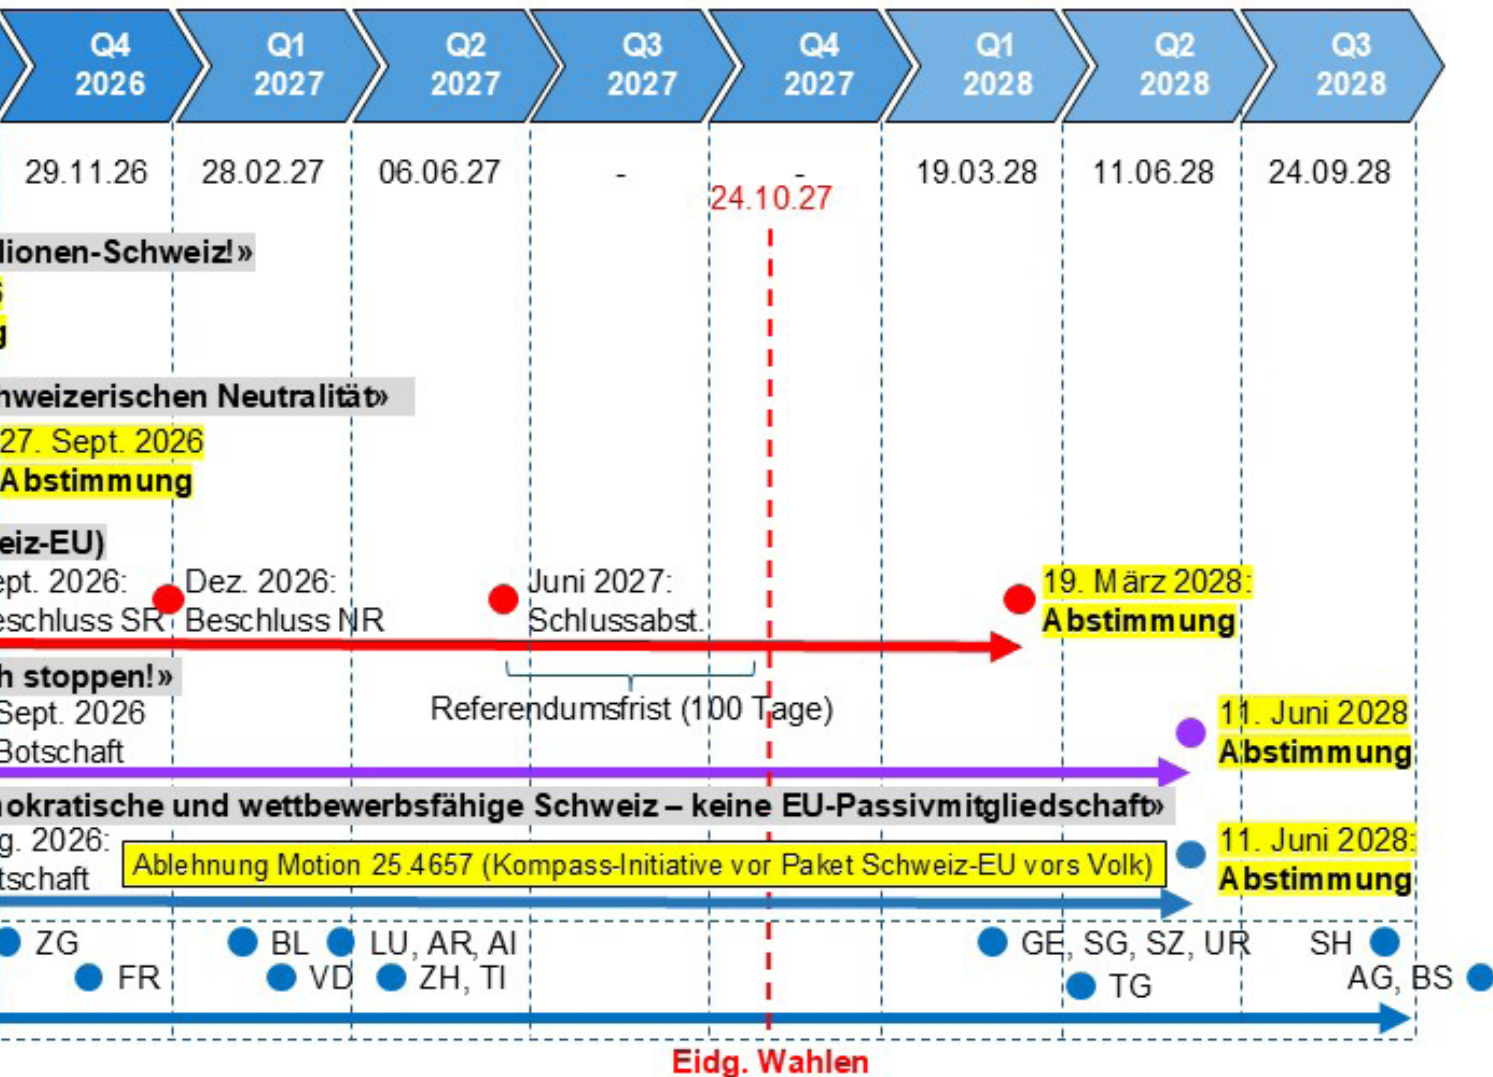 Q4 Q1 Q2 Q3 Q4 Q1 Q2 Q3
2026 2027 2027 2027 2027 2028 2028 2028
29.11.26 28.02.27 06.06.27 - - 19.03.28 11.06.28 24.09.28
24.10.27
lionen-Schweiz!»
hweizerischen Neutralität»
27. Sept. 2026
Abstimmung
eiz-EU)
ept. 2026: Dez. 2026: Juni 2027: 19. März 2028:
eschluss SR Beschluss NR Schlussabst. Abstimmung
h stoppen!»
Referendumsfrist (100 Tage)
Sept. 2026 11. Juni 2028
Botschaft Abstimmung
mokratische und wettbewerbsfähige Schweiz – keine EU-Passivmitgliedschaft»
g. 2026: 11. Juni 2028:
Ablehnung Motion 25.4657 (Kompass-Initiative vor Paket Schweiz-EU vors Volk)
tschaft Abstimmung
ZG BL LU, AR, AI GE, SG, SZ, UR SH
FR VD ZH, TI TG AG, BS
Eidg. Wahlen